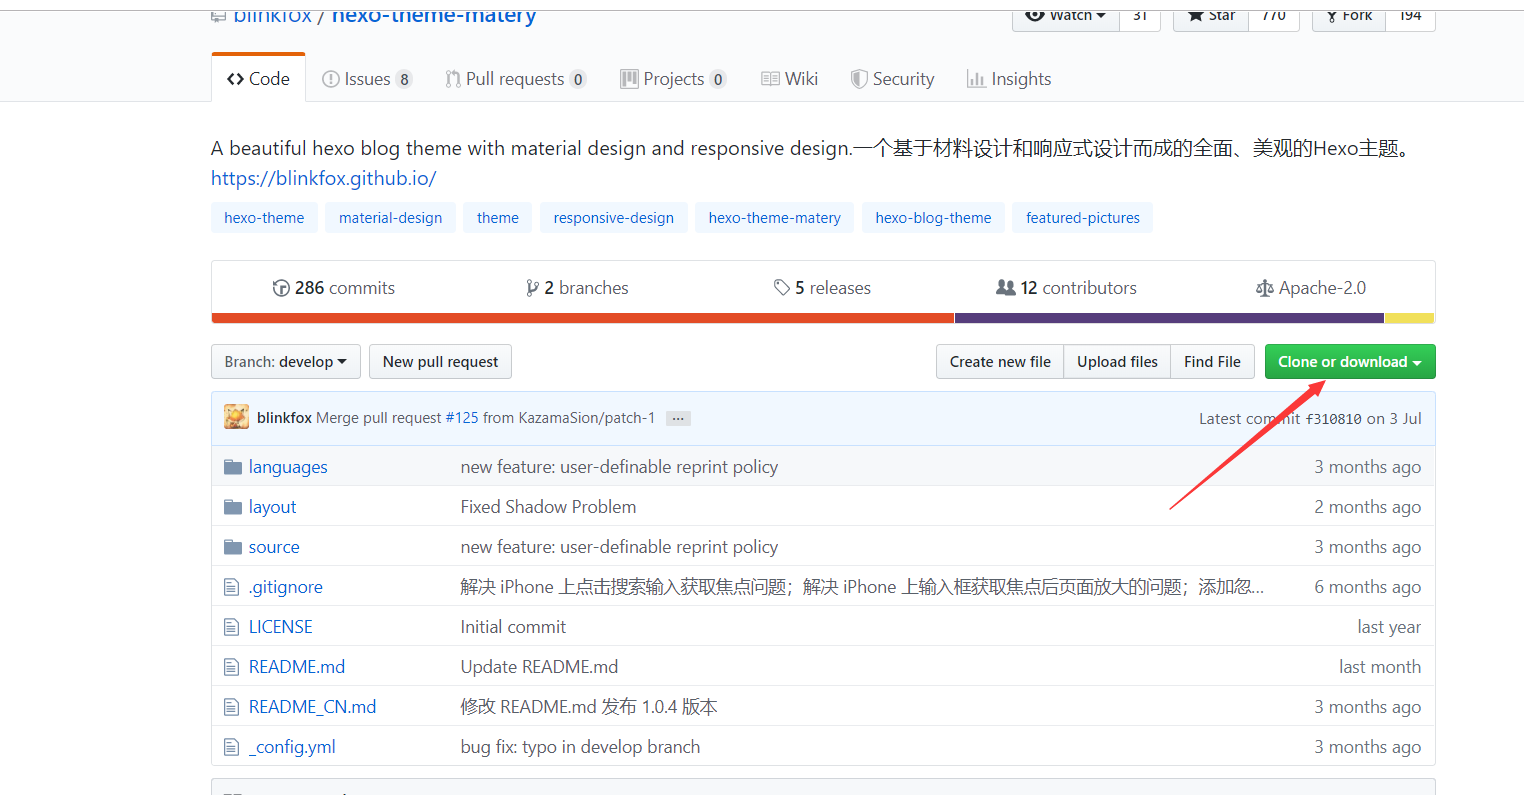 blinkfox / hexo-theme-matery
Watch 31 Star 770 Fork 194
Code Issues 8 Pull requests 0 Projects 0 Wiki Security Insights
A beautiful hexo blog theme with material design and responsive design.一个基于材料设计和响应式设计而成的全面、美观的Hexo主题。
https://blinkfox.github.io/
hexo-theme material-design theme responsive-design hexo-theme-matery hexo-blog-theme featured-pictures
286 commits 2 branches 5 releases 12 contributors Apache-2.0
Branch: develop New pull request Create new file Upload files Find File Clone or download
blinkfox Merge pull request #125 from KazamaSion/patch-1 ... Latest commit f310810 on 3 Jul
languages new feature: user-definable reprint policy 3 months ago
layout Fixed Shadow Problem 2 months ago
source new feature: user-definable reprint policy 3 months ago
.gitignore 解决 iPhone 上点击搜索输入获取焦点问题；解决 iPhone 上输入框获取焦点后页面放大的问题；添加忽... 6 months ago
LICENSE Initial commit last year
README.md Update README.md last month
README_CN.md 修改 README.md 发布 1.0.4 版本 3 months ago
_config.yml bug fix: typo in develop branch 3 months ago